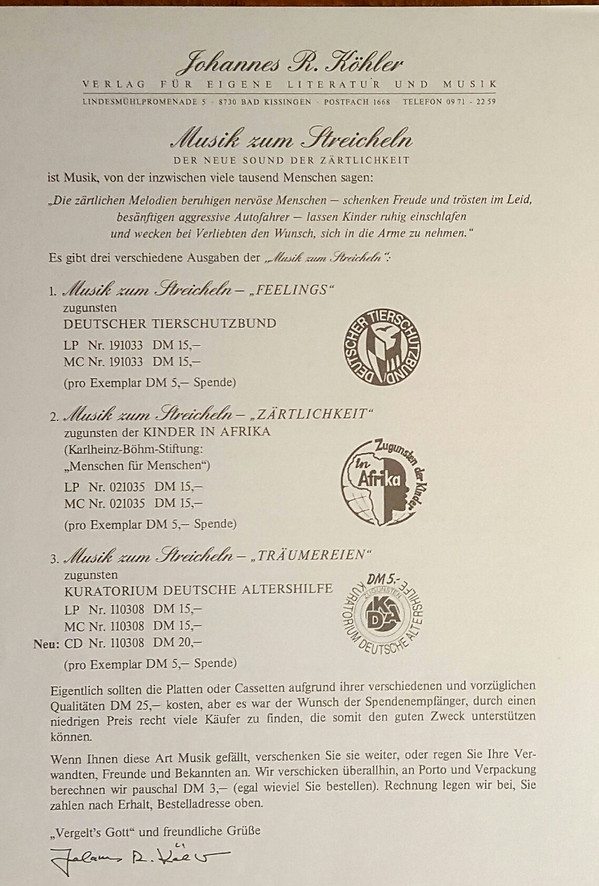 Johannes R. Köhler
VERLAG FÜR EIGENE LITERATUR UND MUSIK
LINDESMÜHLPROMENADE 5 · 8730 BAD KISSINGEN · POSTFACH 1668 · TELEFON 09 71 - 22 59
Musik zum Streicheln
DER NEUE SOUND DER ZÄRTLICHKEIT
ist Musik, von der inzwischen viele tausend Menschen sagen:
„Die zärtlichen Melodien beruhigen nervöse Menschen – schenken Freude und trösten im Leid,
besänftigen aggressive Autofahrer – lassen Kinder ruhig einschlafen
und wecken bei Verliebten den Wunsch, sich in die Arme zu nehmen.“
Es gibt drei verschiedene Ausgaben der „Musik zum Streicheln“:
1. Musik zum Streicheln – „FEELINGS“
zugunsten
DEUTSCHER TIERSCHUTZBUND
LP Nr. 191033 DM 15,–
MC Nr. 191033 DM 15,–
(pro Exemplar DM 5,– Spende)
DEUTSCHER TIERSCHUTZBUND
2. Musik zum Streicheln – „ZÄRTLICHKEIT“
zugunsten der KINDER IN AFRIKA
(Karlheinz-Böhm-Stiftung:
„Menschen für Menschen“)
LP Nr. 021035 DM 15,–
MC Nr. 021035 DM 15,–
(pro Exemplar DM 5,– Spende)
Zugunsten der Kinder
in
Afrika
3. Musik zum Streicheln – „TRÄUMEREIEN“
zugunsten
KURATORIUM DEUTSCHE ALTERSHILFE
LP Nr. 110308 DM 15,–
MC Nr. 110308 DM 15,–
Neu: CD Nr. 110308 DM 20,–
(pro Exemplar DM 5,– Spende)
DM 5.-
ZUGUNSTEN
KDA
KURATORIUM DEUTSCHE ALTERSHILFE
Eigentlich sollten die Platten oder Cassetten aufgrund ihrer verschiedenen und vorzüglichen
Qualitäten DM 25,– kosten, aber es war der Wunsch der Spendenempfänger, durch einen
niedrigen Preis recht viele Käufer zu finden, die somit den guten Zweck unterstützen
können.
Wenn Ihnen diese Art Musik gefällt, verschenken Sie sie weiter, oder regen Sie Ihre Ver-
wandten, Freunde und Bekannten an. Wir verschicken überallhin, an Porto und Verpackung
berechnen wir pauschal DM 3,– (egal wieviel Sie bestellen). Rechnung legen wir bei, Sie
zahlen nach Erhalt, Bestelladresse oben.
„Vergelt's Gott“ und freundliche Grüße